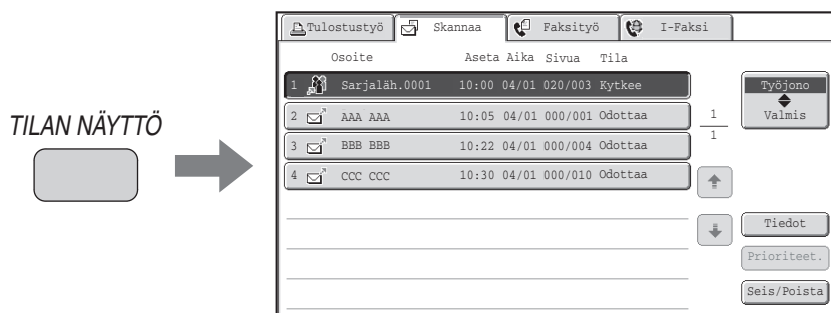 TILAN NÄYTTÖ
Tulostustyö Skannaa Faksityö I-Faksi
Osoite Aseta Aika Sivua Tila
1 Sarjaläh.0001 10:00 04/01 020/003 Kytkee
2 AAA AAA 10:05 04/01 000/001 Odottaa
3 BBB BBB 10:22 04/01 000/004 Odottaa
4 CCC CCC 10:30 04/01 000/010 Odottaa
1
1
Työjono
Valmis
Tiedot
Prioriteet.
Seis/Poista